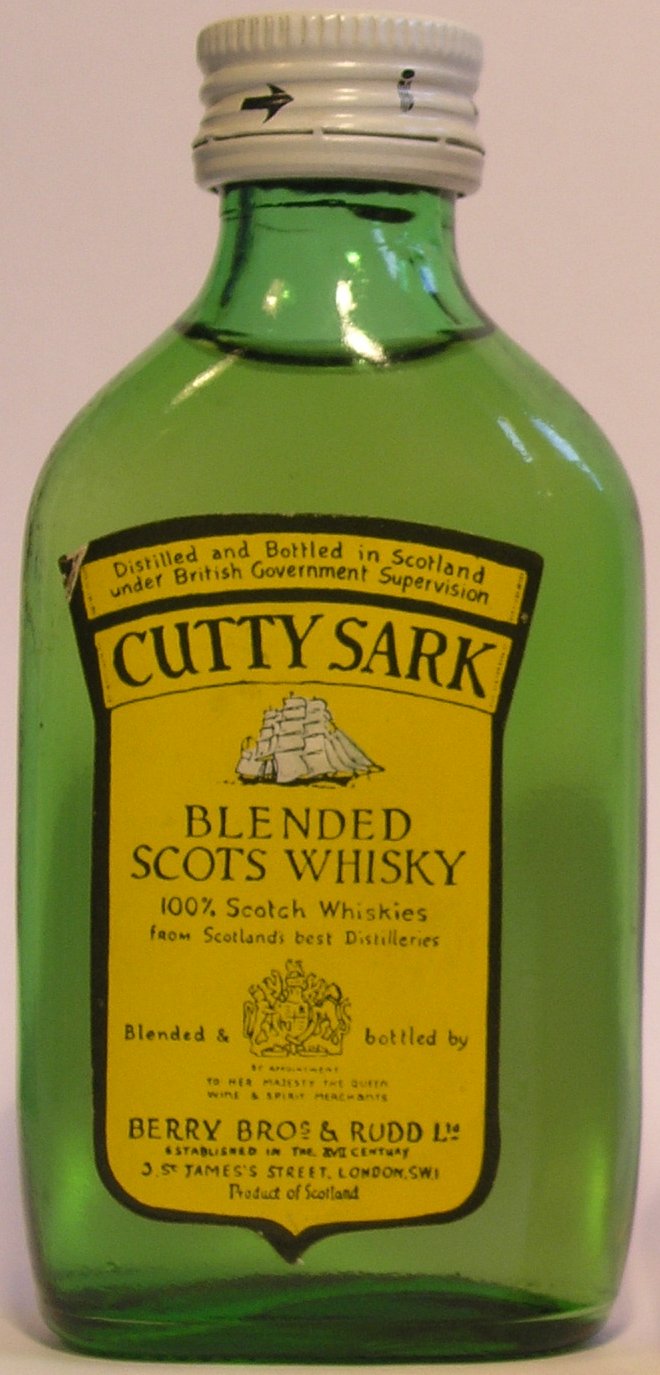 Distilled and Bottled in Scotland
under British Government Supervision
CUTTY SARK
BLENDED
SCOTS WHISKY
100% Scotch Whiskies
FROM Scotland's best Distilleries
Blended & bottled by
BY APPOINTMENT
TO HER MAJESTY THE QUEEN
WINE & SPIRIT MERCHANTS
BERRY BROS & RUDD Ltd
ESTABLISHED IN THE XVII CENTURY
3, St JAMES'S STREET, LONDON, SW1
Product of Scotland